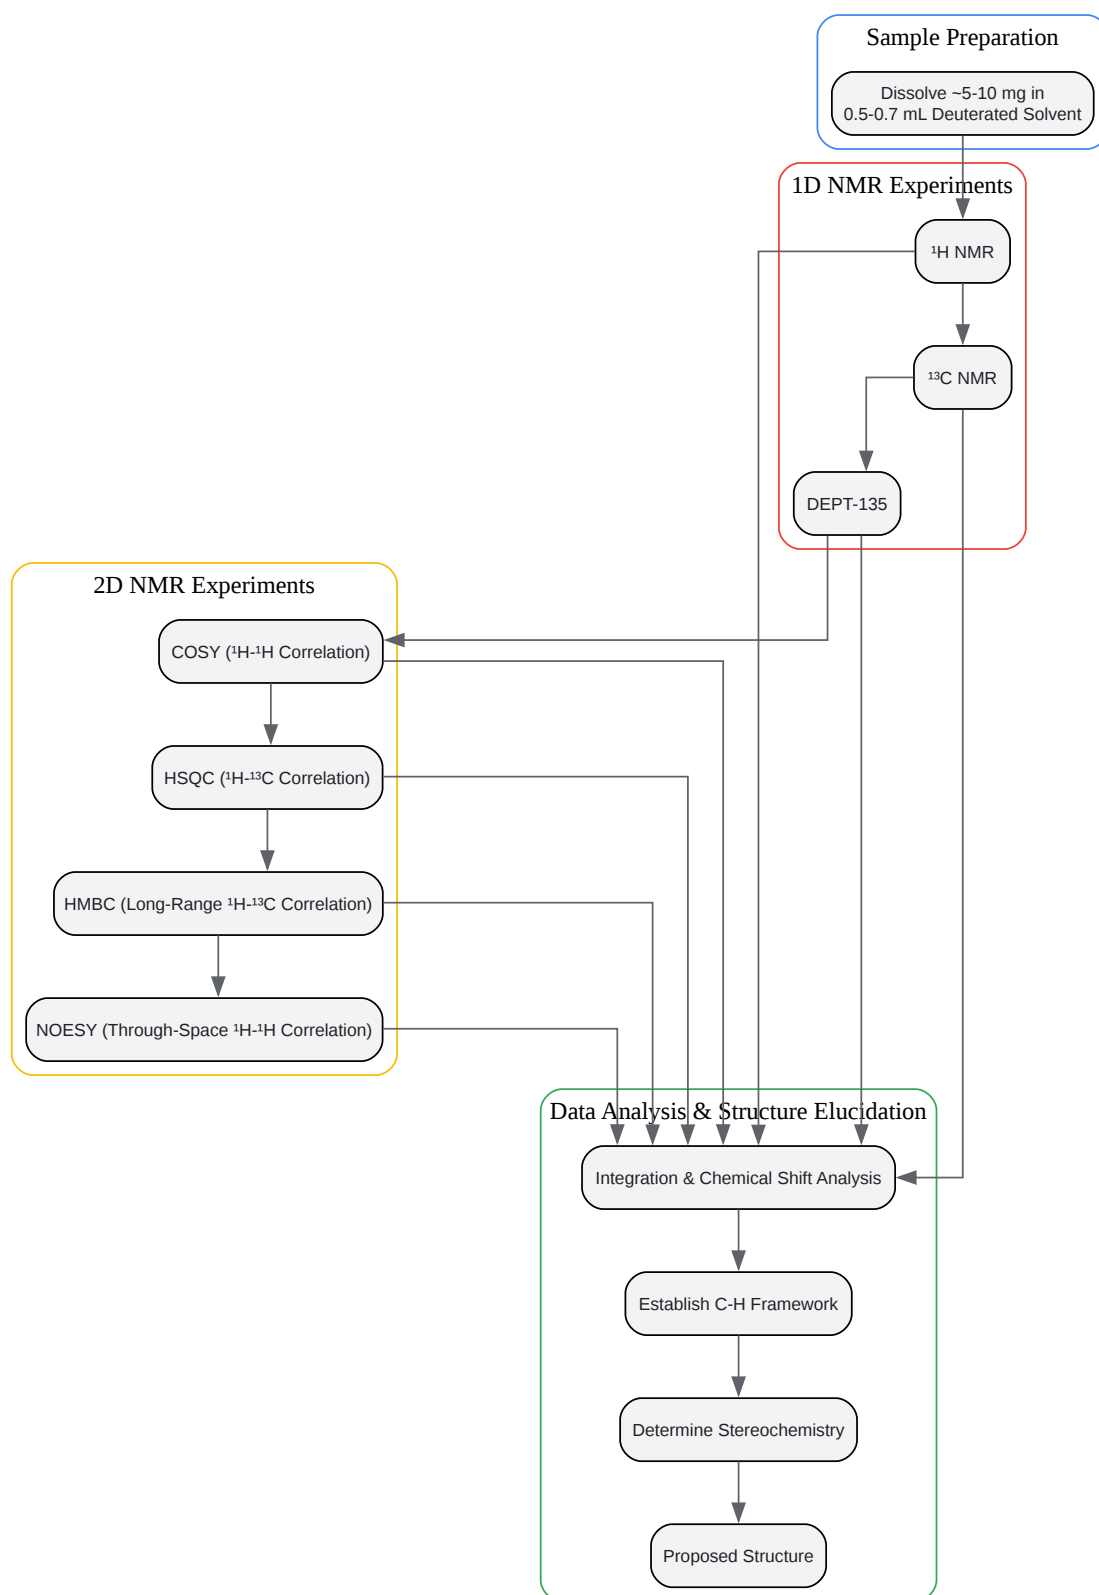 Sample Preparation
Dissolve ~5-10 mg in
0.5-0.7 mL Deuterated Solvent
1D NMR Experiments
¹H NMR
¹³C NMR
DEPT-135
2D NMR Experiments
COSY (¹H-¹H Correlation)
HSQC (¹H-¹³C Correlation)
HMBC (Long-Range ¹H-¹³C Correlation)
NOESY (Through-Space ¹H-¹H Correlation)
Data Analysis & Structure Elucidation
Integration & Chemical Shift Analysis
Establish C-H Framework
Determine Stereochemistry
Proposed Structure